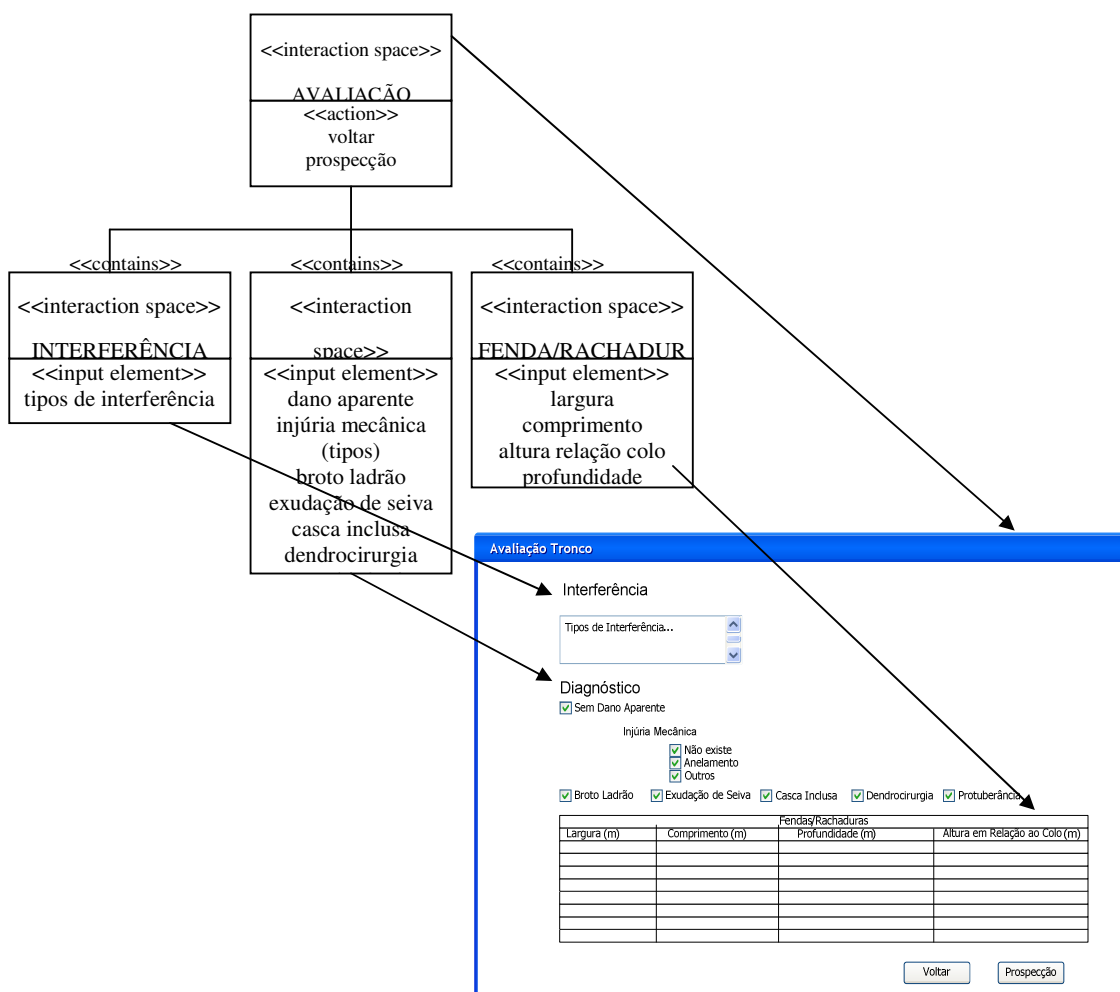 <<interaction space>>
AVALIACÃO
<<action>>
voltar
prospecção
<<contains>>
<<contains>>
<<contains>>
<<interaction space>>
INTERFERÊNCIA
<<input element>>
tipos de interferência
<<interaction
space>>
<<input element>>
dano aparente
injúria mecânica
(tipos)
broto ladrão
exudação de seiva
casca inclusa
dendrocirurgia
<<interaction space>>
FENDA/RACHADUR
<<input element>>
largura
comprimento
altura relação colo
profundidade
Avaliação Tronco
Interferência
Tipos de Interferência...
Diagnóstico
Sem Dano Aparente
Injúria Mecânica
Não existe
Anelamento
Outros
Broto Ladrão Exudação de Seiva Casca Inclusa Dendrocirurgia Protuberância
Fendas/Rachaduras
Largura (m) Comprimento (m) Profundidade (m) Altura em Relação ao Colo (m)
Voltar Prospecção